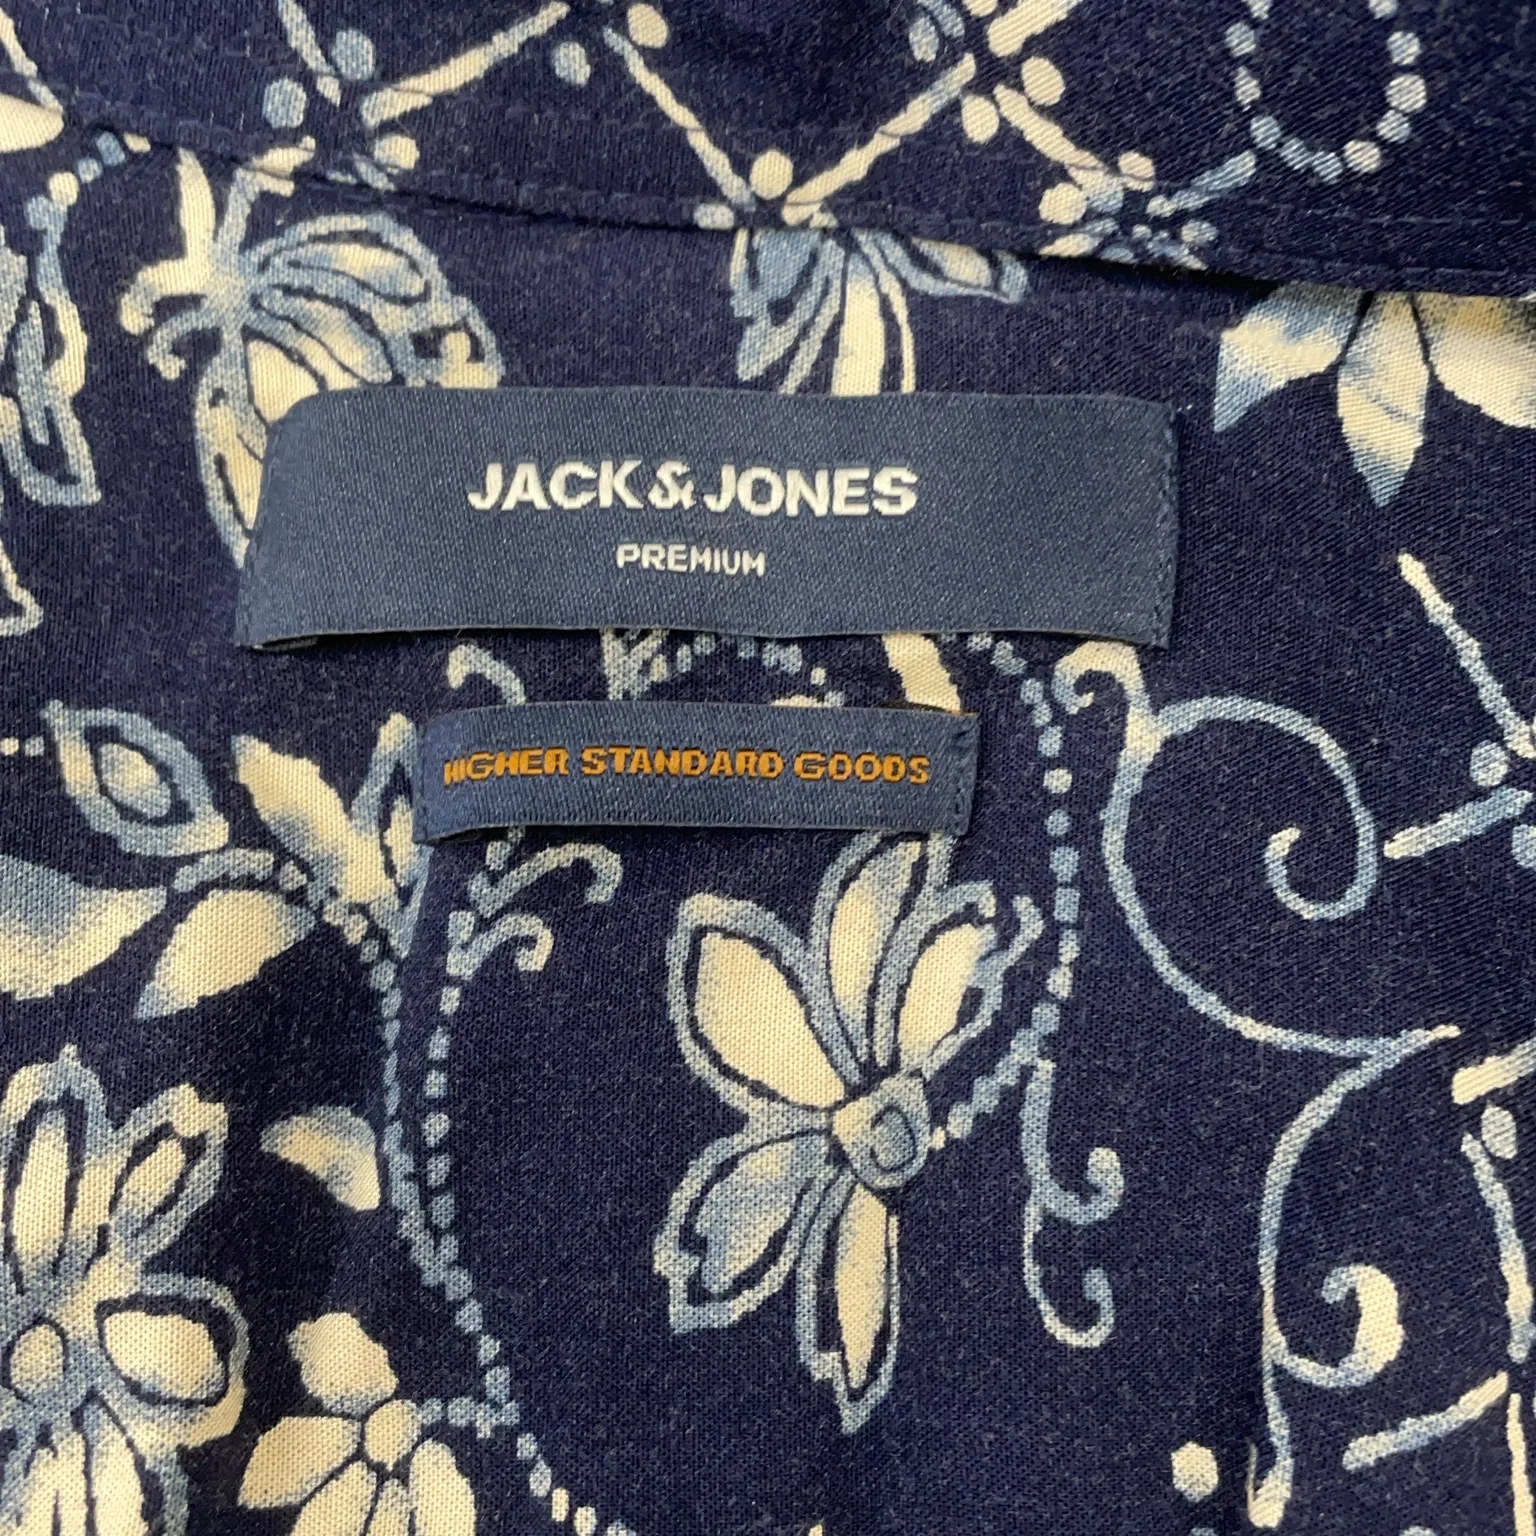 JACK & JONES
PREMIUM
HIGHER STANDARD GOODS